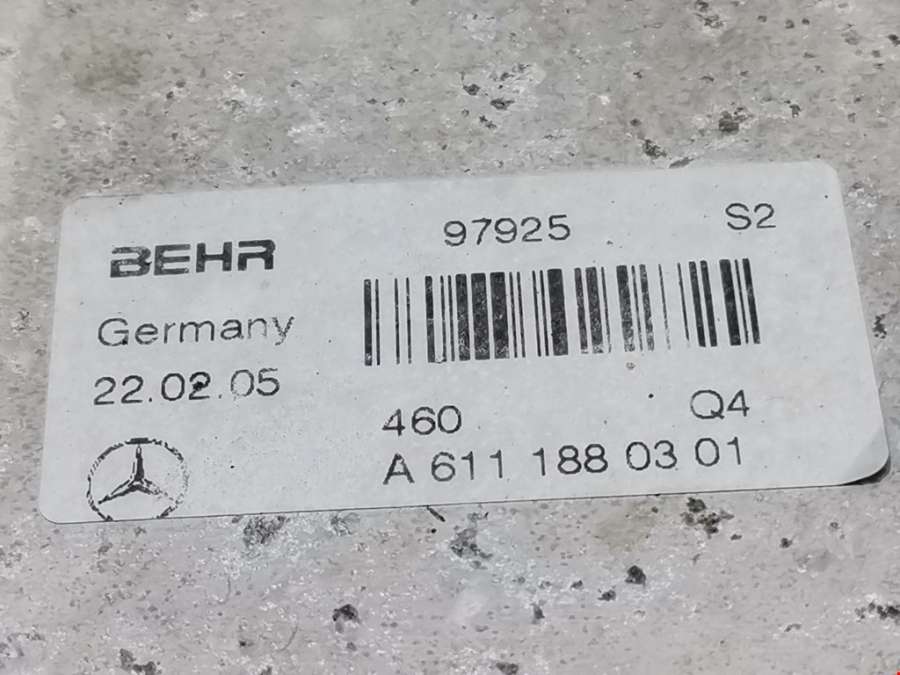 BEHR
Germany
22.02.05
97925 S2
460 Q4
A 611 188 03 01